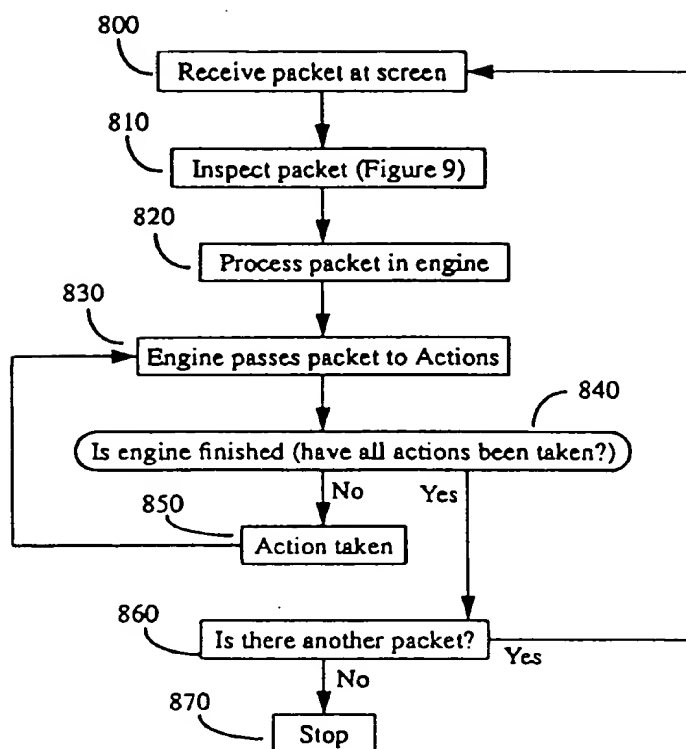 800
Receive packet at screen
810
Inspect packet (Figure 9)
820
Process packet in engine
830
Engine passes packet to Actions
840
Is engine finished (have all actions been taken?)
No
Yes
850
Action taken
860
Is there another packet?
Yes
No
870
Stop